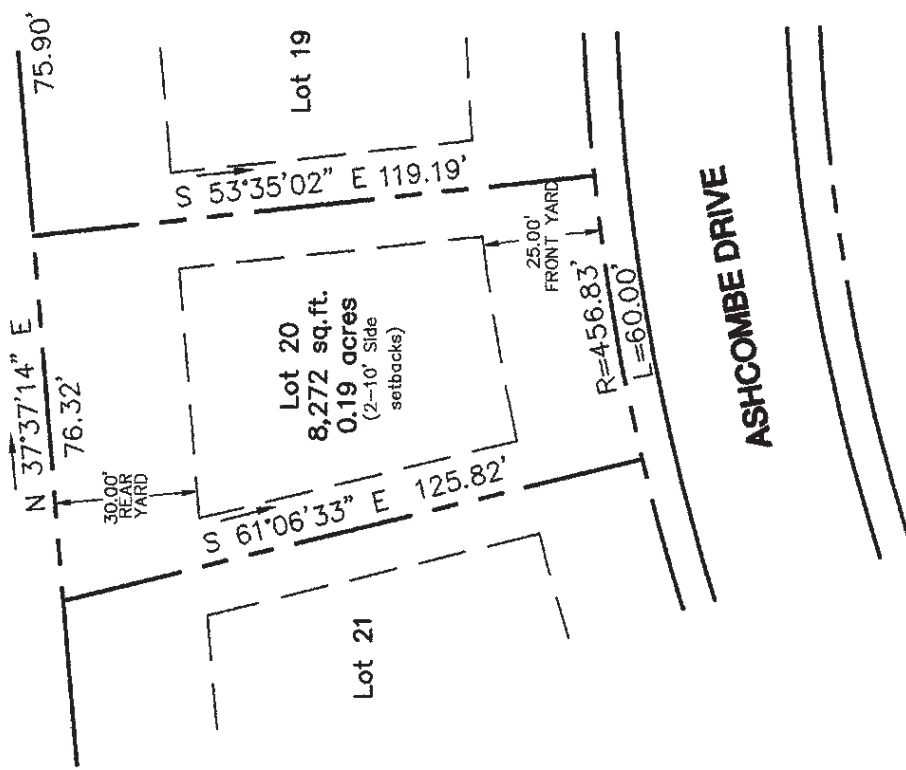 N 37°37'14" E
76.32'
75.90'
30.00'
REAR
YARD
Lot 19
S 53°35'02" E 119.19'
Lot 20
8,272 sq.ft.
0.19 acres
(2-10' Side
setbacks)
25.00'
FRONT YARD
S 61°06'33" E 125.82'
Lot 21
R=456.83'
L=60.00'
ASHCOMBE DRIVE